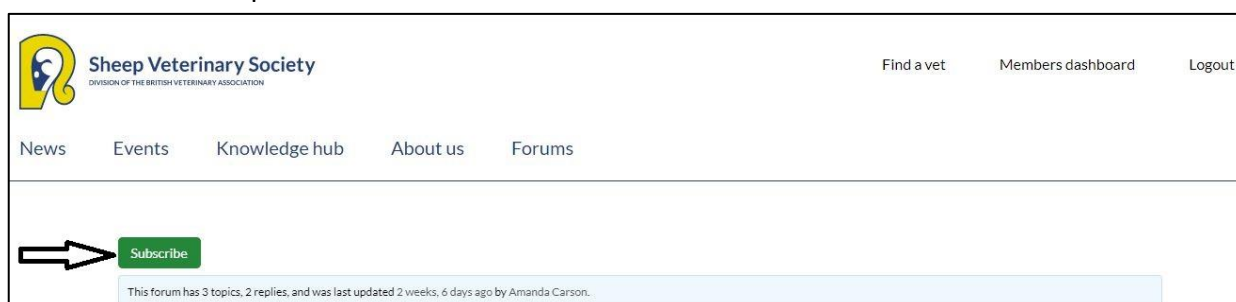 Sheep Veterinary Society
DIVISION OF THE BRITISH VETERINARY ASSOCIATION
Find a vet Members dashboard Logout
News Events Knowledge hub About us Forums
Subscribe
This forum has 3 topics, 2 replies, and was last updated 2 weeks, 6 days ago by Amanda Carson.